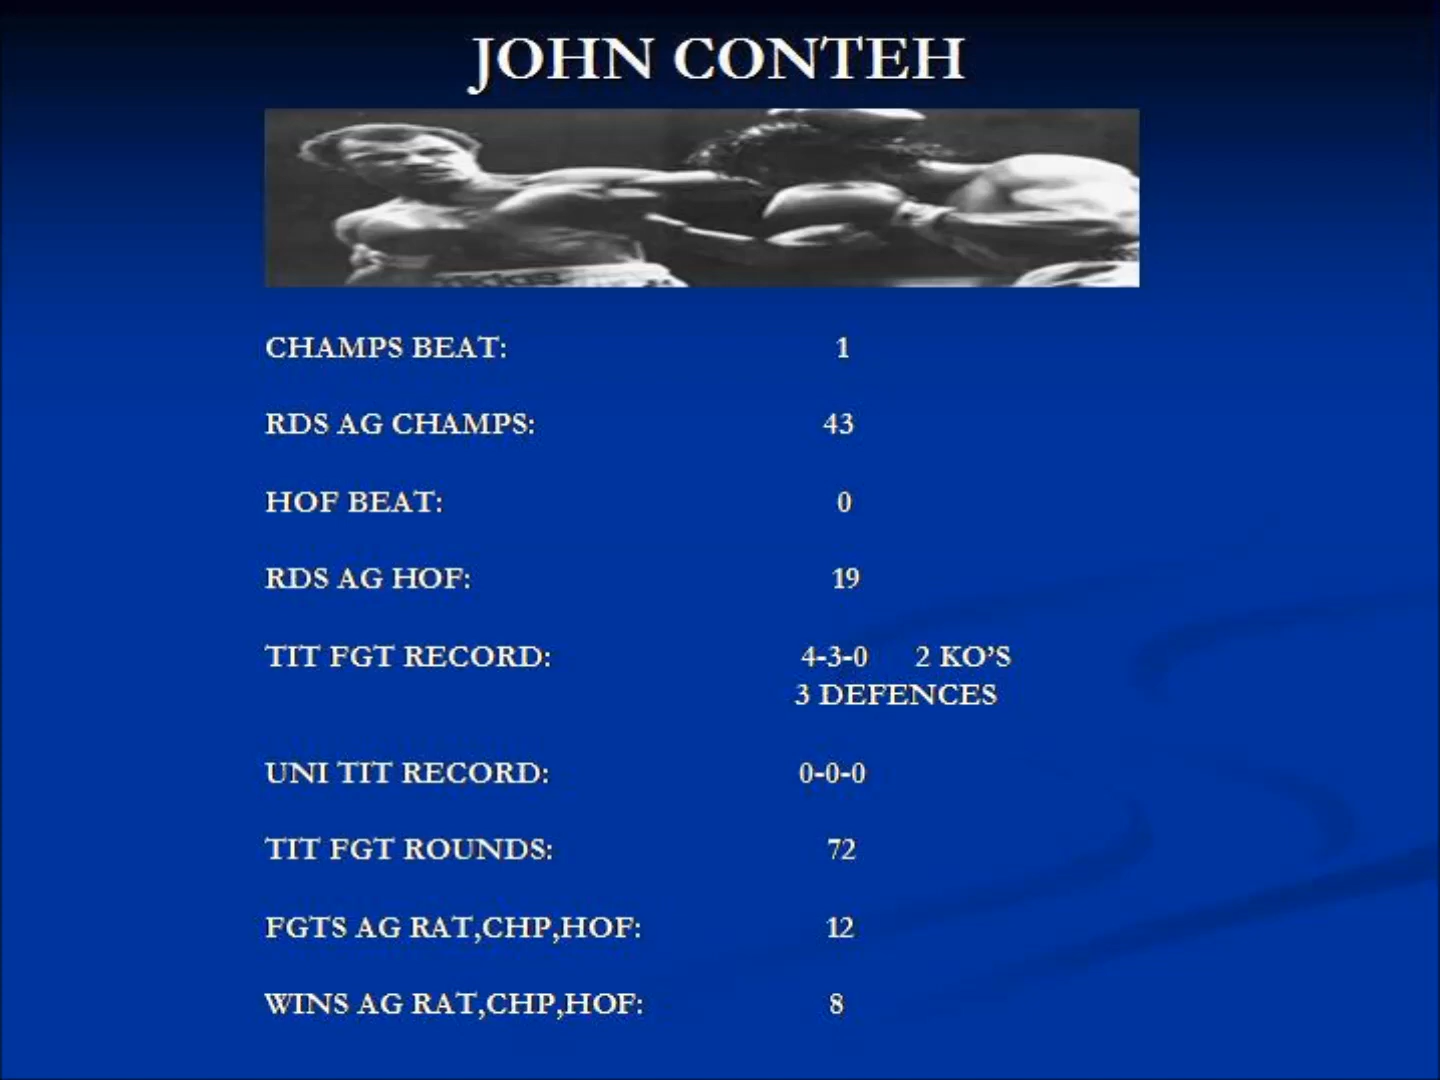 JOHN CONTEH
CHAMPS BEAT: 1
RDS AG CHAMPS: 43
HOF BEAT: 0
RDS AG HOF: 19
TIT FGT RECORD: 4-3-0 2 KO’S
3 DEFENCES
UNI TIT RECORD: 0-0-0
TIT FGT ROUNDS: 72
FGTS AG RAT,CHP,HOF: 12
WINS AG RAT,CHP,HOF: 8